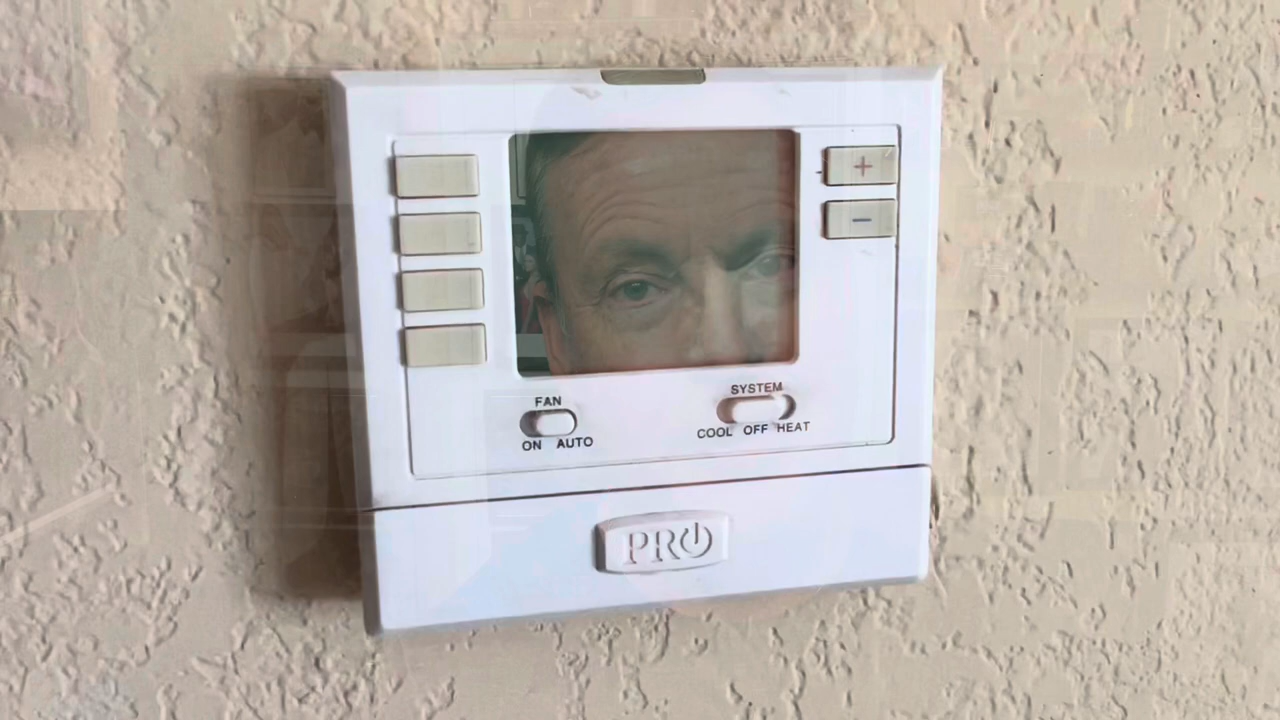 +
−
FAN
ON AUTO
SYSTEM
COOL OFF HEAT
PRO